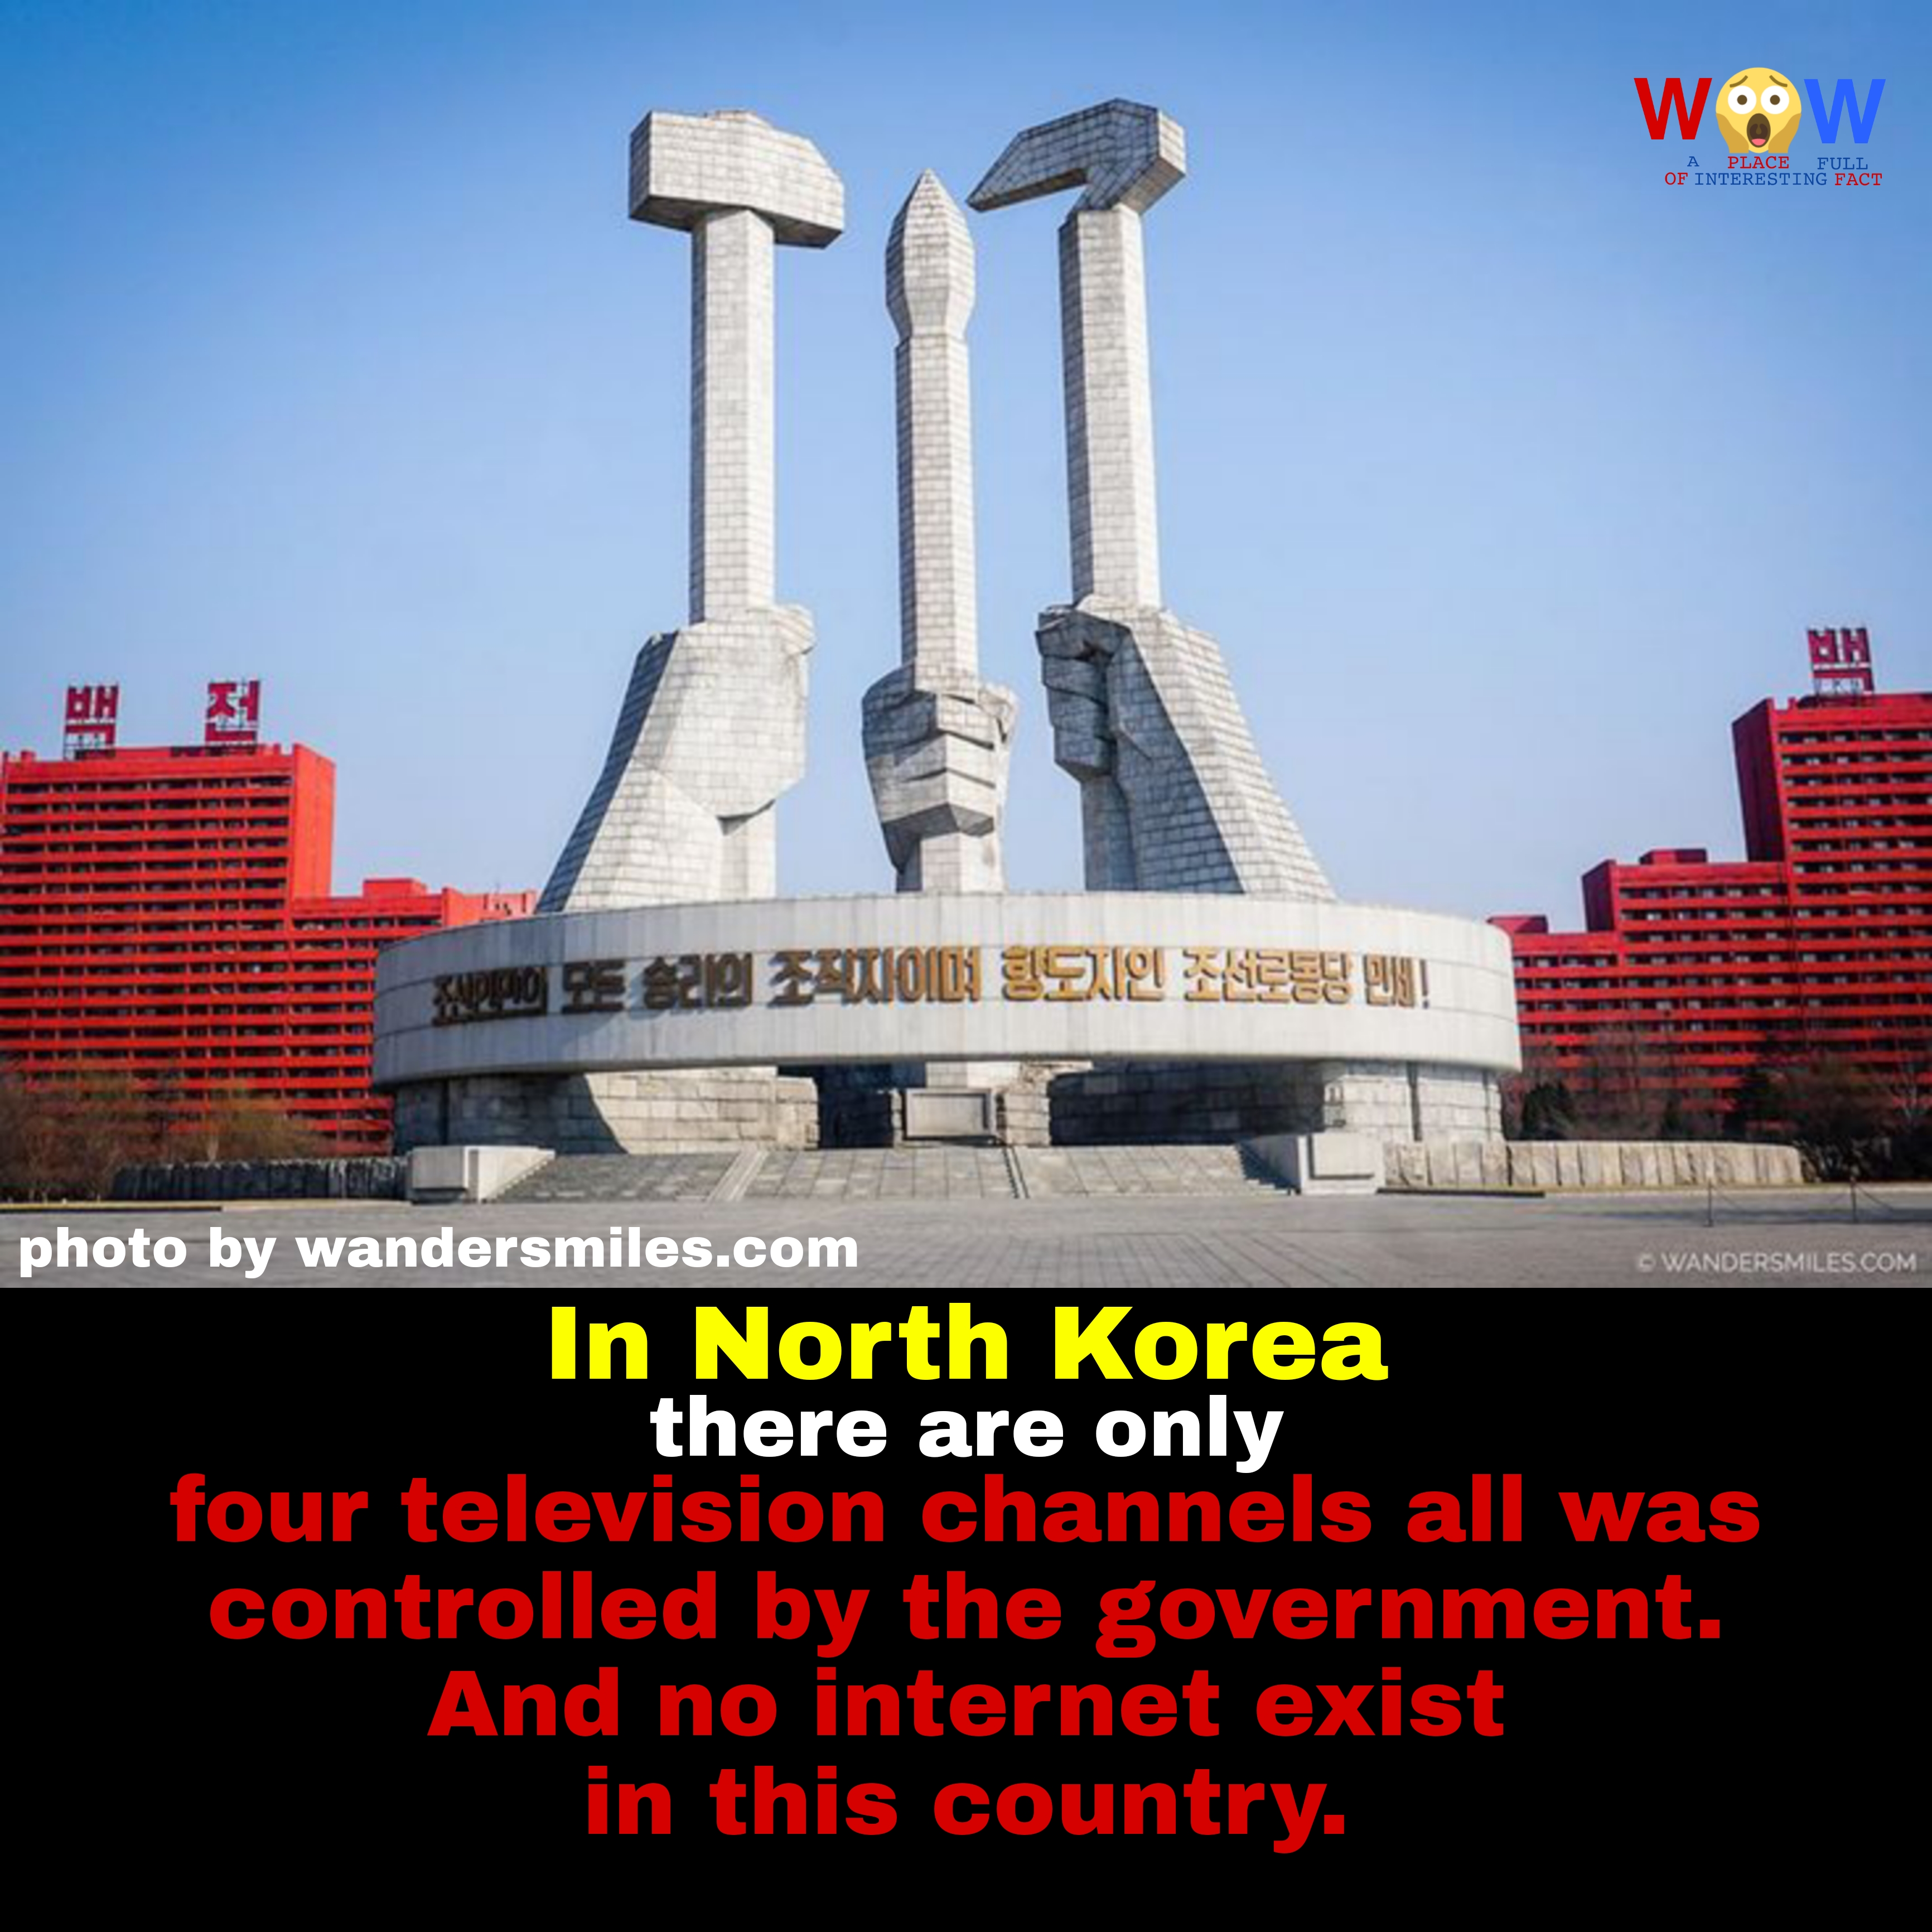 WOW
A PLACE FULL
OF INTERESTING FACT
백 전
백
조선인민의 모든 승리의 조직자이며 향도자인 조선로동당 만세!
photo by wandersmiles.com
© WANDERSMILES.COM
In North Korea
there are only
four television channels all was
controlled by the government.
And no internet exist
in this country.